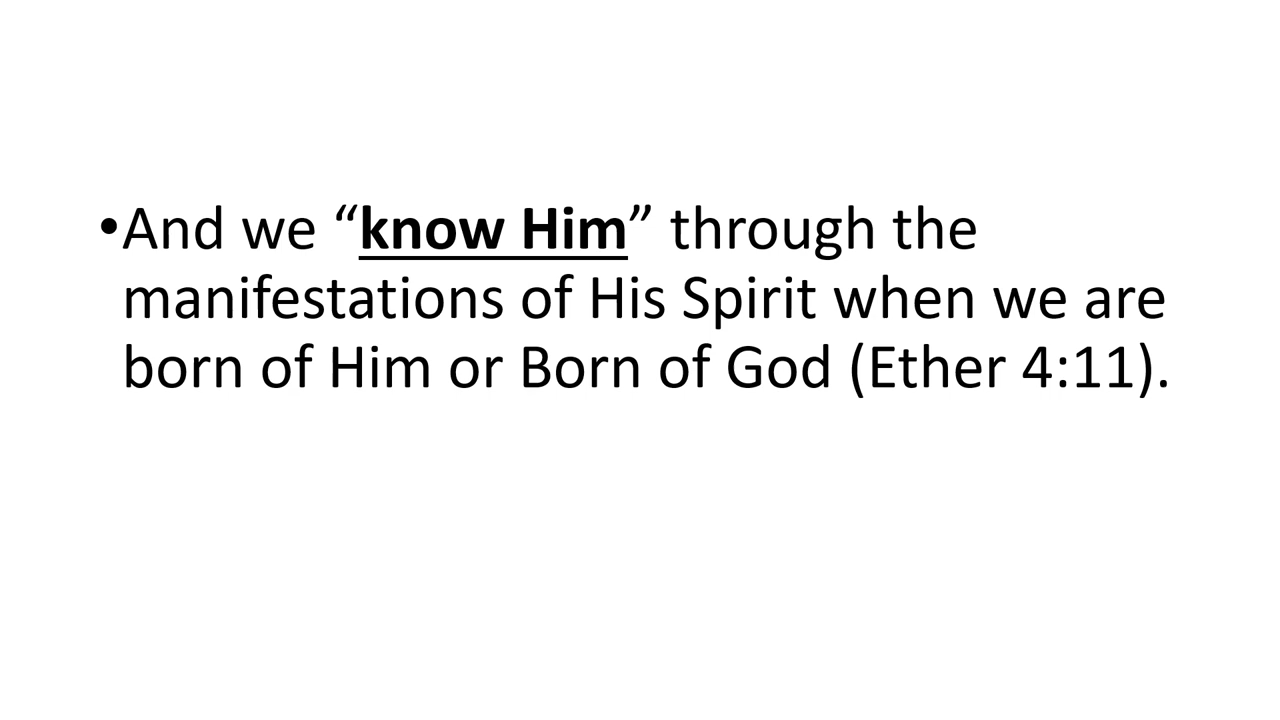 •And we “know Him” through the
manifestations of His Spirit when we are
born of Him or Born of God (Ether 4:11).